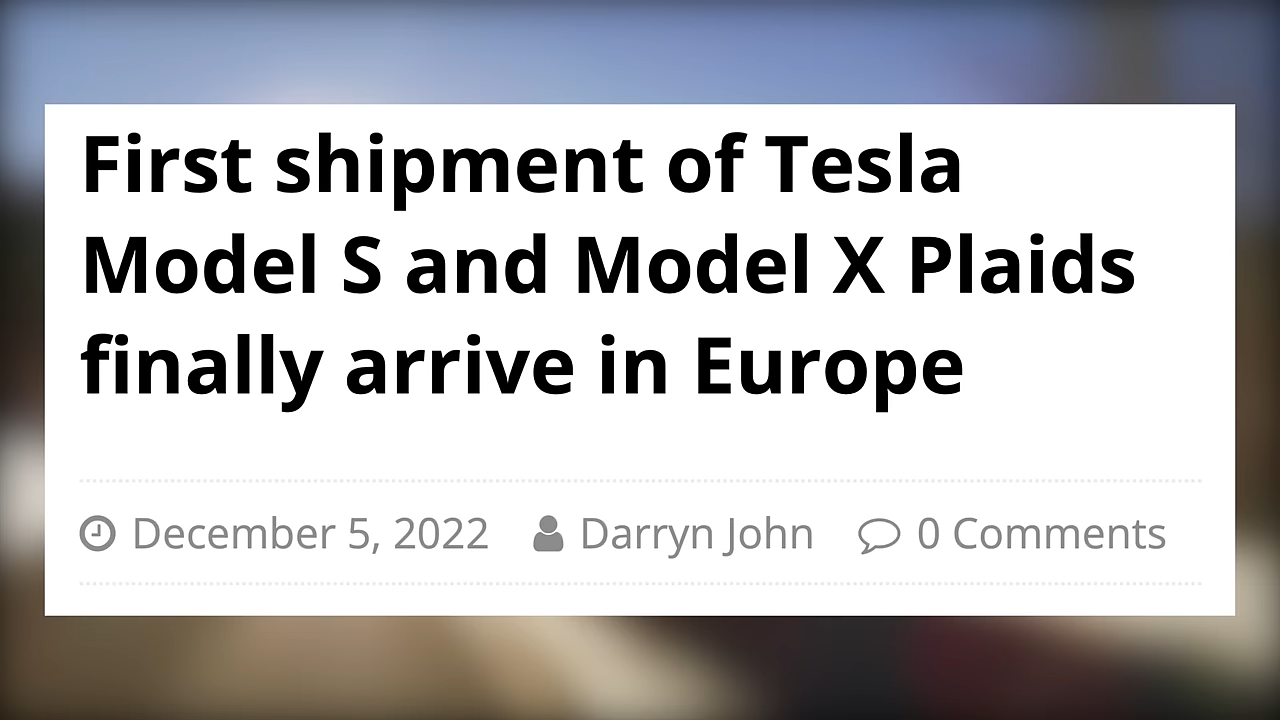 First shipment of Tesla
Model S and Model X Plaids
finally arrive in Europe
December 5, 2022 Darryn John 0 Comments